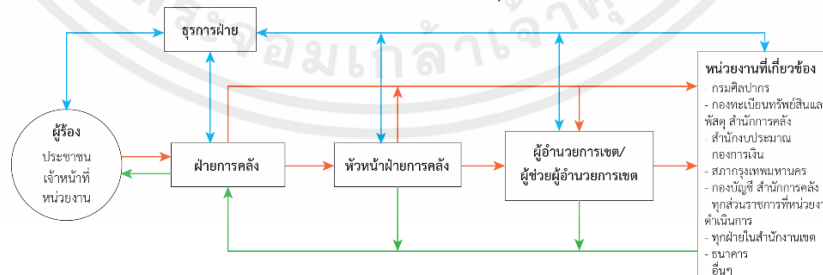 พระจอมเกล้าเจ้าคุ
ธุรการฝ่าย
ผู้ร้อง
ประชาชน
เจ้าหน้าที่
หน่วยงาน
ฝ่ายการคลัง
หัวหน้าฝ่ายการคลัง
ผู้อำนวยการเขต/
ผู้ช่วยผู้อำนวยการเขต
หน่วยงานที่เกี่ยวข้อง
- กรมศิลปากร
- กองทะเบียนทรัพย์สินแล
พัสดุ สำนักการคลัง
- สำนักงบประมาณ
กองการเงิน
- สภากรุงเทพมหานคร
- กองบัญชี สำนักการคลัง
ทุกส่วนราชการที่หน่วยง
ดำเนินการ
- ทุกฝ่ายในสำนักงานเขต
- ธนาคาร
อื่นๆ